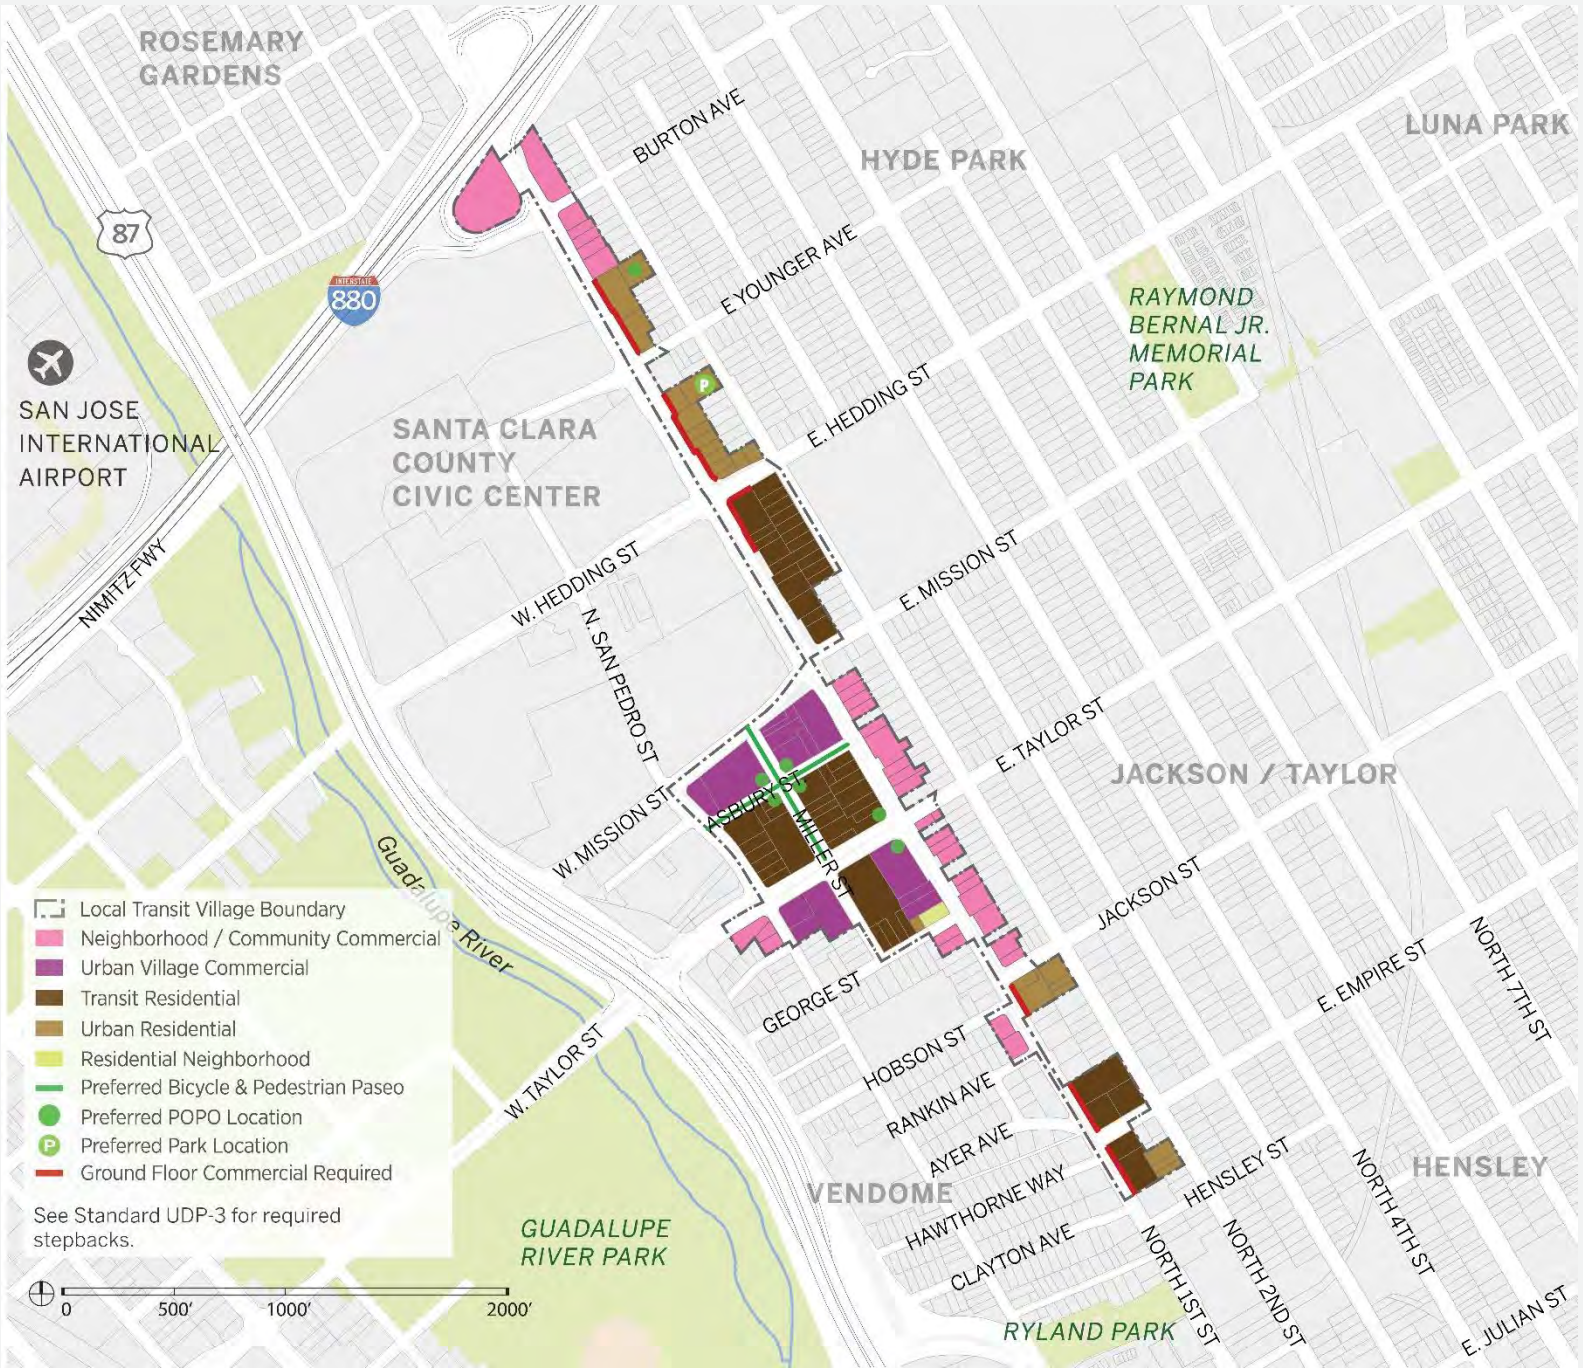 ROSEMARY
GARDENS
BURTON AVE
HYDE PARK
LUNA PARK
87
INTERSTATE
880
E YOUNGER AVE
RAYMOND
BERNAL JR.
MEMORIAL
PARK
SAN JOSE
INTERNATIONAL
AIRPORT
SANTA CLARA
COUNTY
CIVIC CENTER
E. HEDDING ST
P
NIMITZ FWY
W. HEDDING ST
E. MISSION ST
N. SAN PEDRO ST
E. TAYLOR ST
JACKSON / TAYLOR
W. MISSION ST
ASBURY ST
MILLER ST
Guadalupe River
JACKSON ST
NORTH 7TH ST
E. EMPIRE ST
GEORGE ST
HOBSON ST
RANKIN AVE
AYER AVE
HAWTHORNE WAY
CLAYTON AVE
W. TAYLOR ST
HENSLEY ST
HENSLEY
VENDOME
NORTH 1ST ST
NORTH 2ND ST
NORTH 4TH ST
E. JULIAN ST
GUADALUPE
RIVER PARK
RYLAND PARK
Local Transit Village Boundary
Neighborhood / Community Commercial
Urban Village Commercial
Transit Residential
Urban Residential
Residential Neighborhood
Preferred Bicycle & Pedestrian Paseo
Preferred POPO Location
P Preferred Park Location
Ground Floor Commercial Required
See Standard UDP-3 for required
stepbacks.
0 500' 1000' 2000'